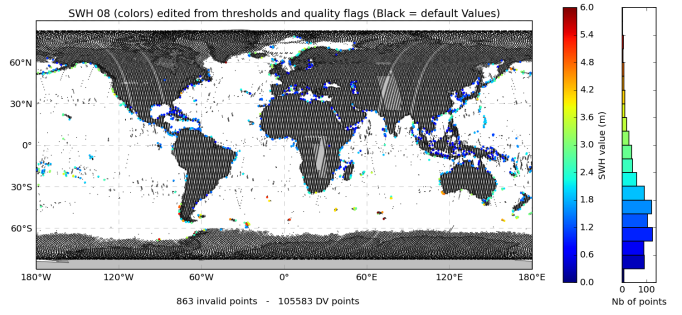 SWH 08 (colors) edited from thresholds and quality flags (Black = default Values)
60°N
30°N
0°
30°S
60°S
180°W
120°W
60°W
0°
60°E
120°E
180°E
863 invalid points - 105583 DV points
6.0
5.4
4.8
4.2
3.6
3.0
2.4
1.8
1.2
0.6
0.0
SWH value (m)
0
100
Nb of points